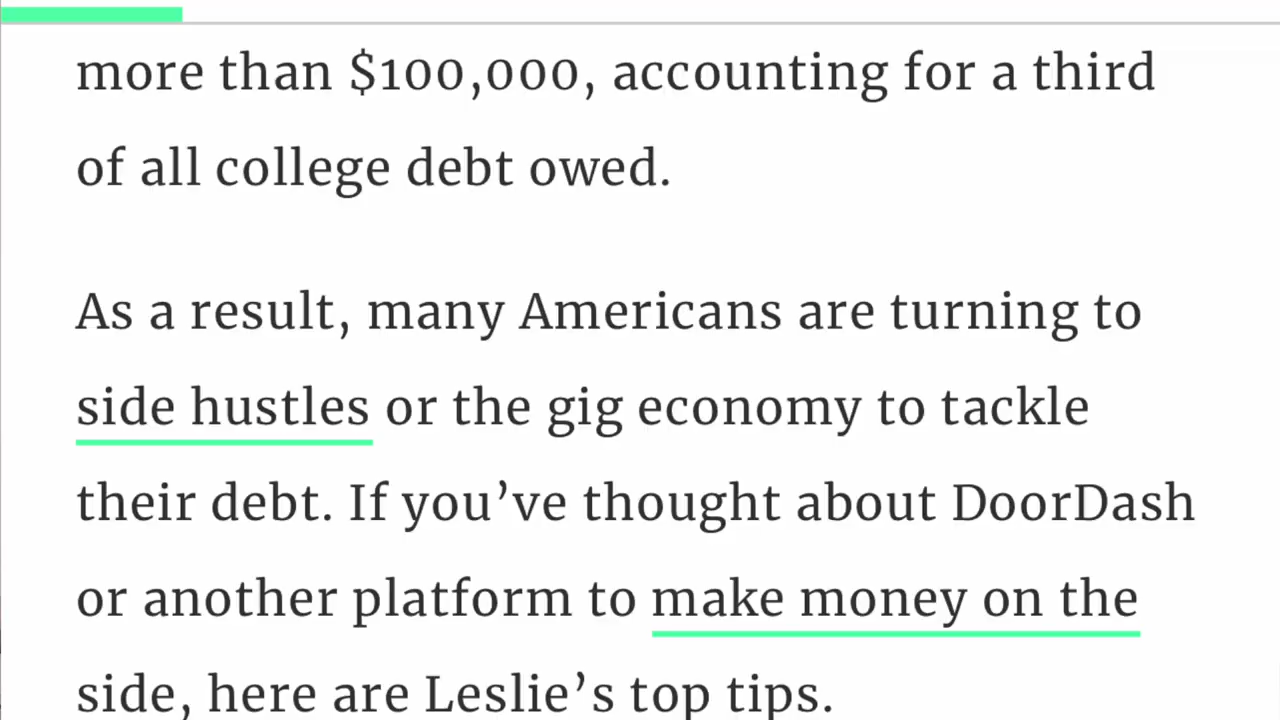 more than $100,000, accounting for a third
of all college debt owed.
As a result, many Americans are turning to
side hustles or the gig economy to tackle
their debt. If you’ve thought about DoorDash
or another platform to make money on the
side, here are Leslie’s top tips.